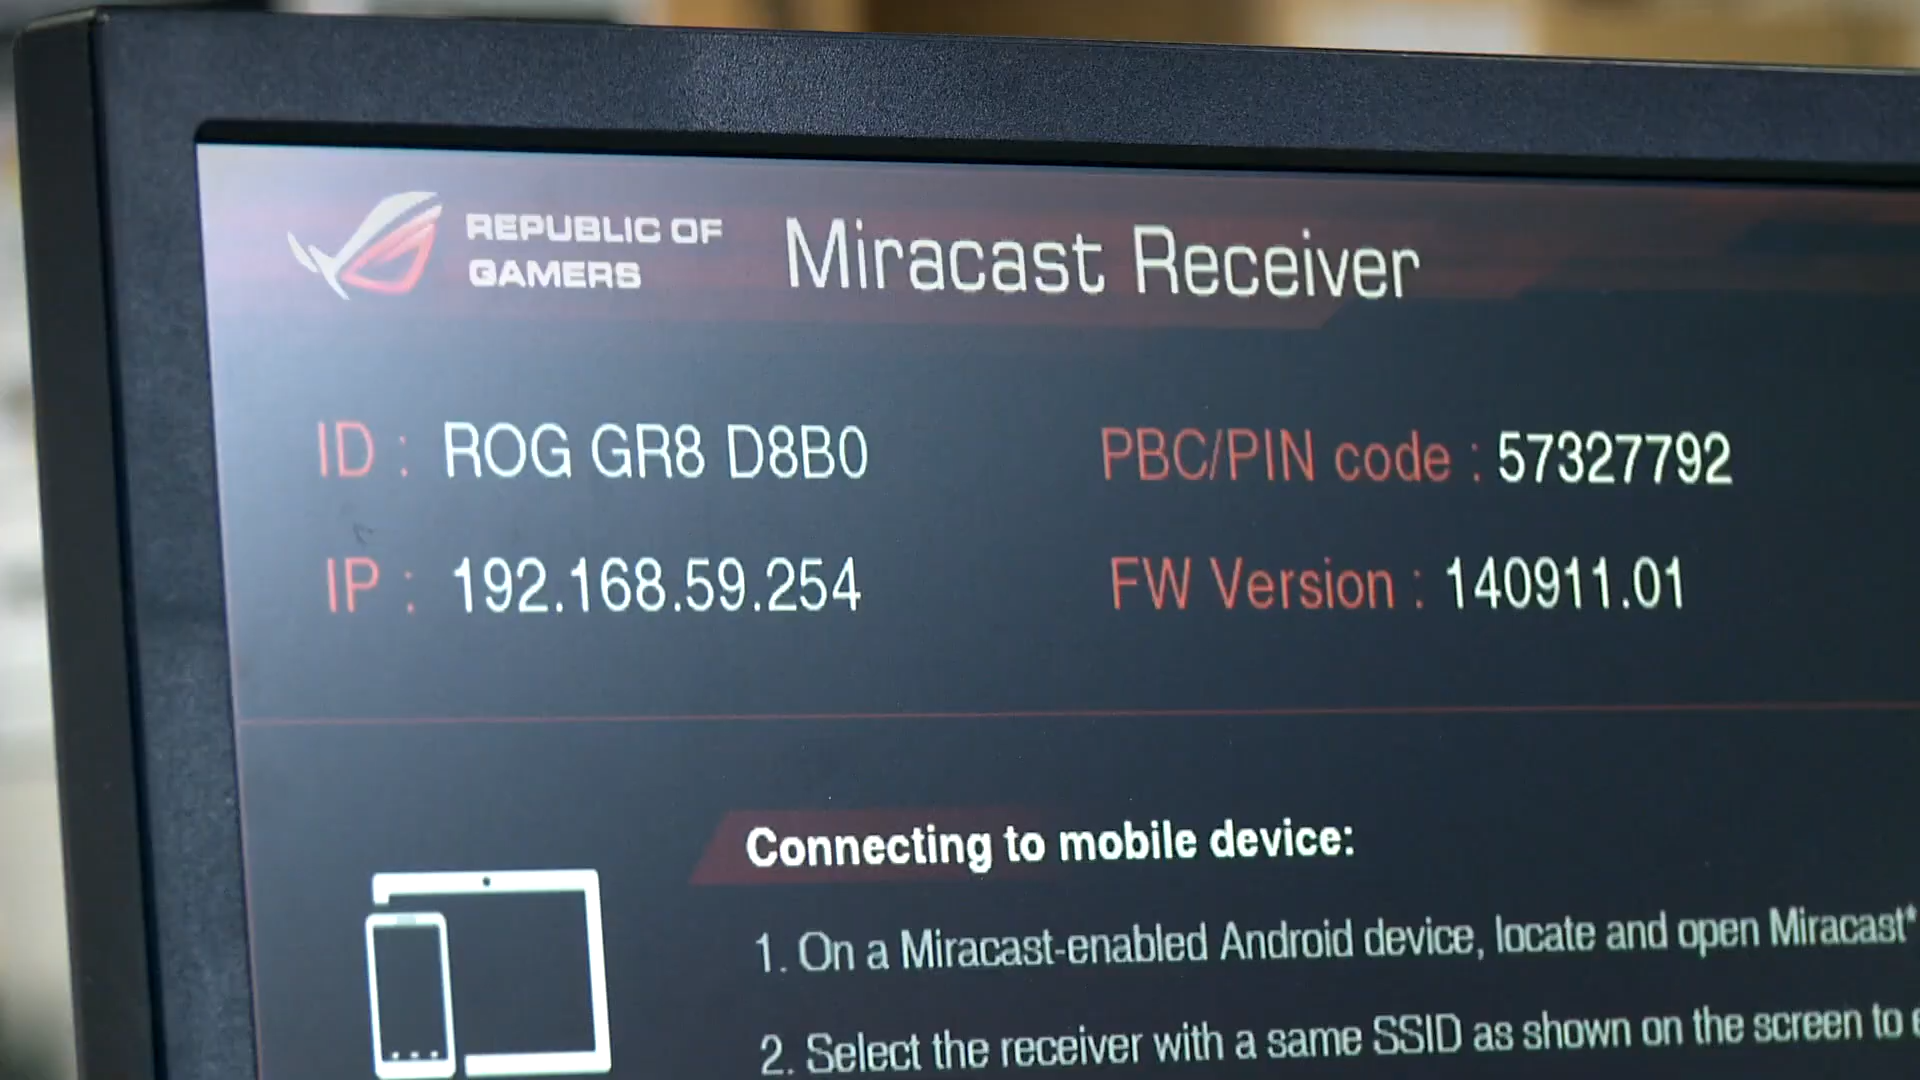 REPUBLIC OF
GAMERS
Miracast Receiver
ID : ROG GR8 D8B0
PBC/PIN code : 57327792
IP : 192.168.59.254
FW Version : 140911.01
Connecting to mobile device:
1. On a Miracast-enabled Android device, locate and open Miracast*
2. Select the receiver with a same SSID as shown on the screen to